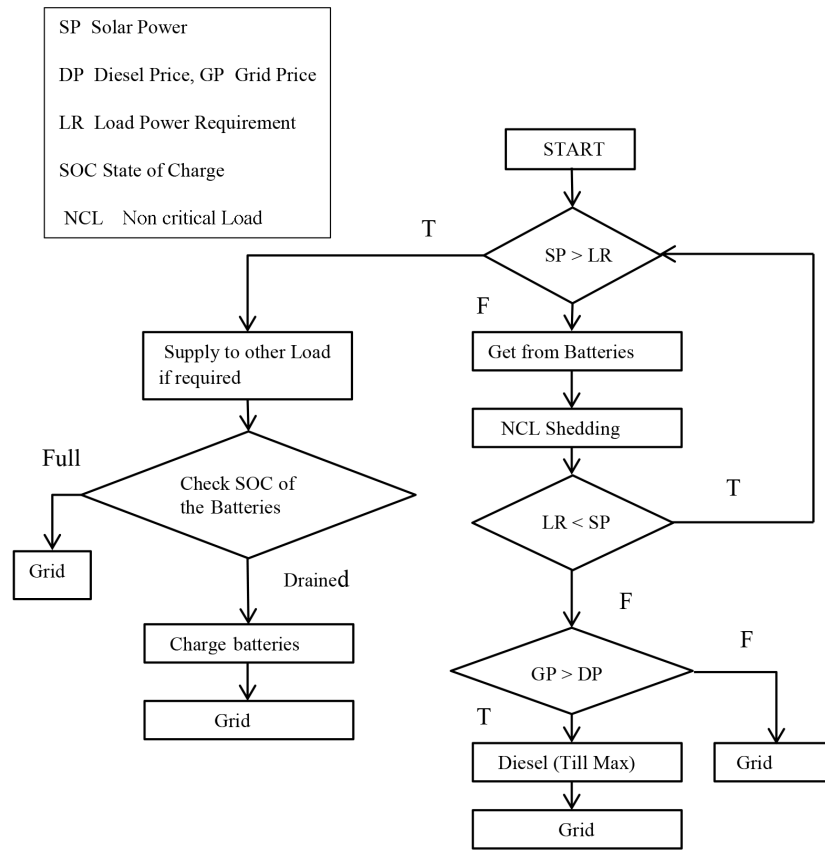 SP Solar Power
DP Diesel Price, GP Grid Price
LR Load Power Requirement
SOC State of Charge
NCL Non critical Load
START
T
SP > LR
F
Supply to other Load
if required
Get from Batteries
NCL Shedding
Full
Check SOC of
the Batteries
T
LR < SP
Grid
Drained
F
Charge batteries
F
GP > DP
T
Grid
Diesel (Till Max)
Grid
Grid